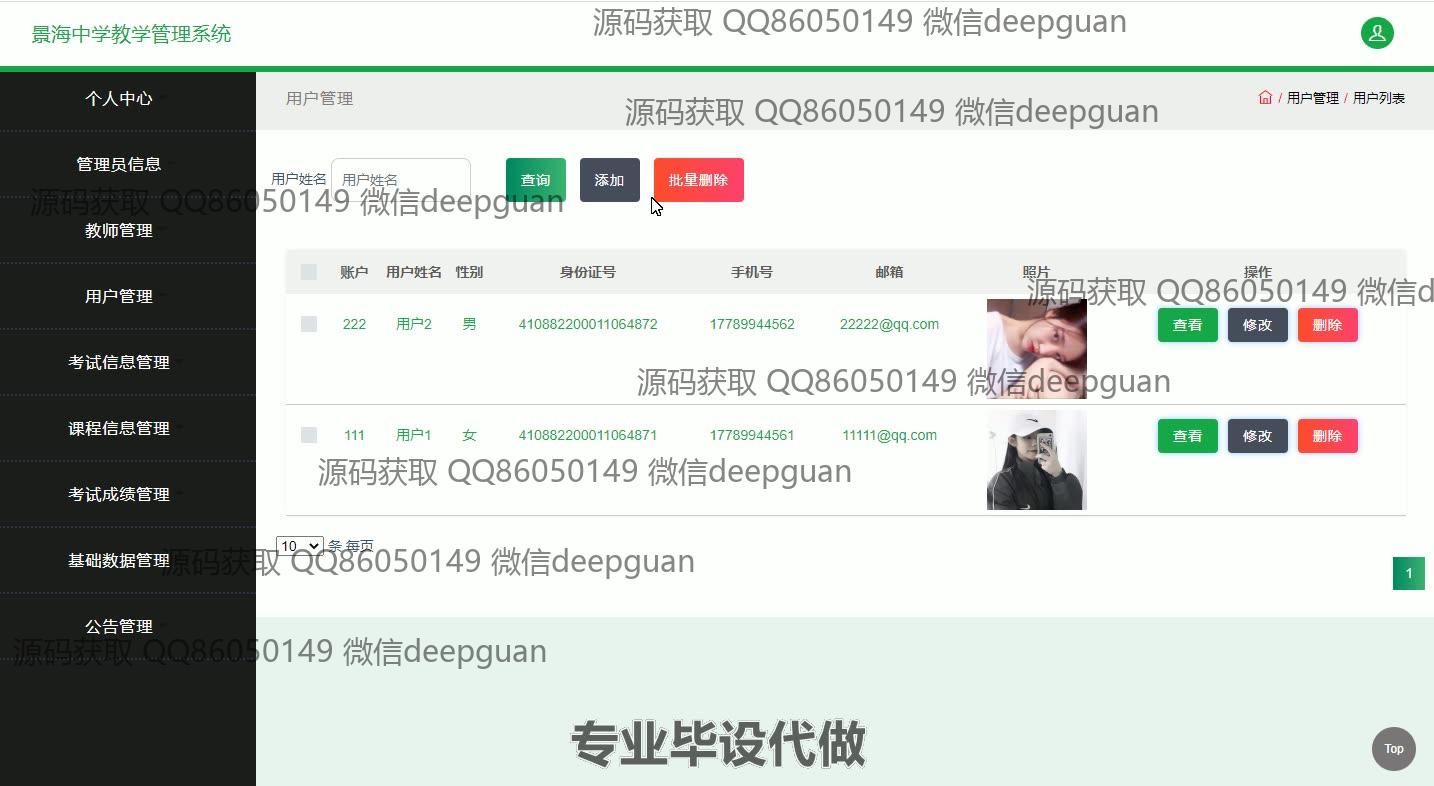 源码获取 QQ86050149 微信deepguan
景海中学教学管理系统
个人中心
用户管理
/ 用户管理 / 用户列表
源码获取 QQ86050149 微信deepguan
管理员信息
用户姓名 用户姓名 查询 添加 批量删除
源码获取 QQ86050149 微信deepguan
教师管理
账户 用户姓名 性别 身份证号 手机号 邮箱 照片 操作
源码获取 QQ86050149 微信d
用户管理
222 用户2 男 410882200011064872 17789944562 22222@qq.com 查看 修改 删除
考试信息管理
源码获取 QQ86050149 微信deepguan
课程信息管理
111 用户1 女 410882200011064871 17789944561 11111@qq.com 查看 修改 删除
源码获取 QQ86050149 微信deepguan
考试成绩管理
10 条 每页
基础数据管理
源码获取 QQ86050149 微信deepguan
1
公告管理
源码获取 QQ86050149 微信deepguan
专业毕设代做
Top